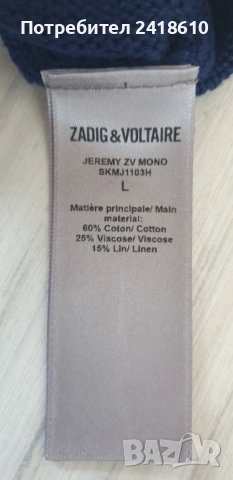 потребител 2418610
ZADIG&VOLTAIRE
JEREMY ZV MONO
SKMJ1103H
L
Matière principale/ Main
material:
60% Coton/ Cotton
25% Viscose/ Viscose
15% Lin/ Linen
BAZAR